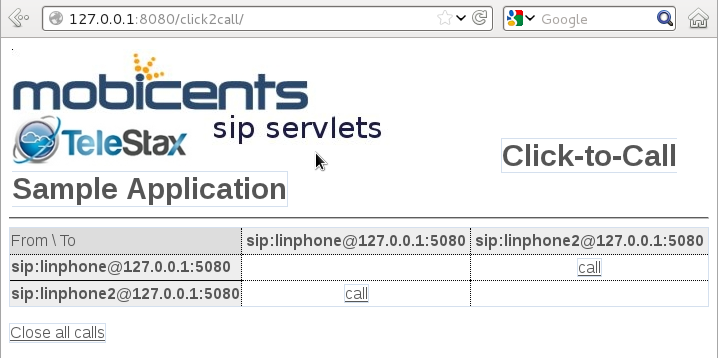 127.0.0.1:8080/click2call/
Google
mobicents
TeleStax
sip servlets
Click-to-Call
Sample Application
From \ To sip:linphone@127.0.0.1:5080 sip:linphone2@127.0.0.1:5080
sip:linphone@127.0.0.1:5080 call
sip:linphone2@127.0.0.1:5080 call
Close all calls